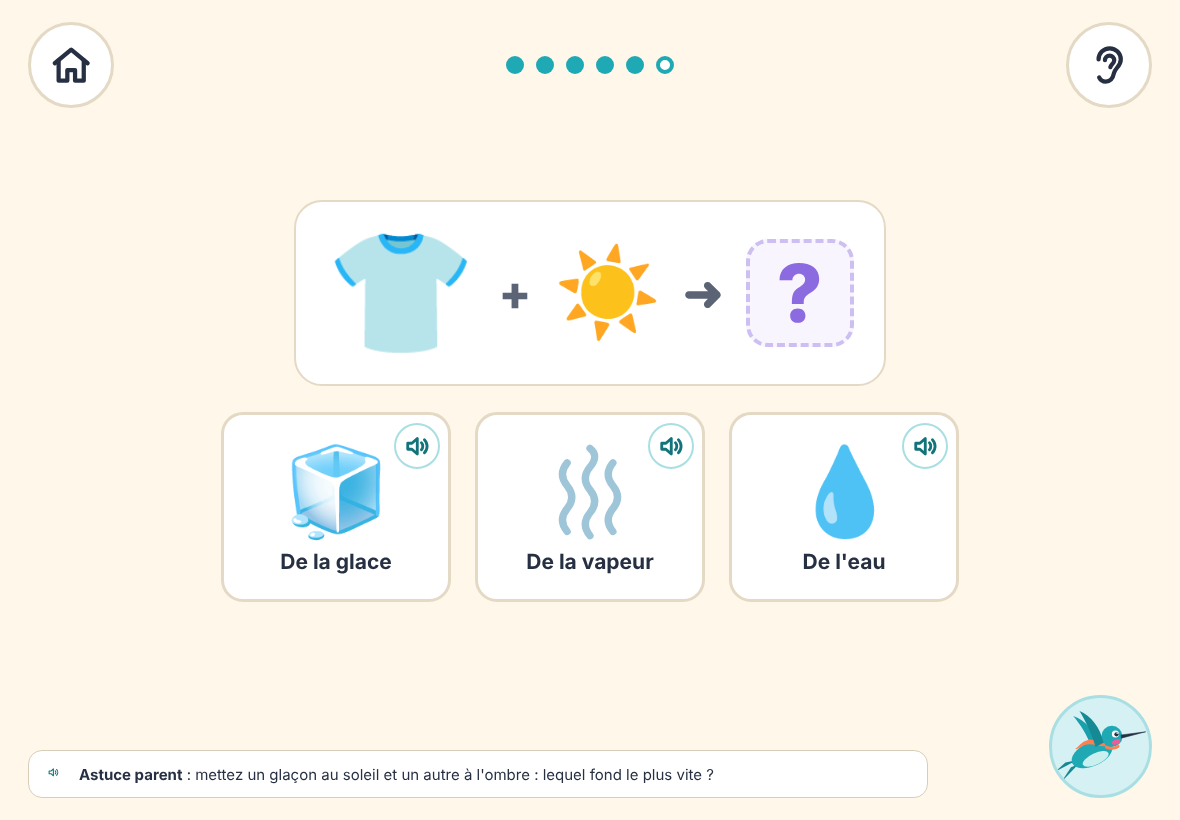 ?
De la glace
De la vapeur
De l'eau
Astuce parent : mettez un glaçon au soleil et un autre à l'ombre : lequel fond le plus vite ?